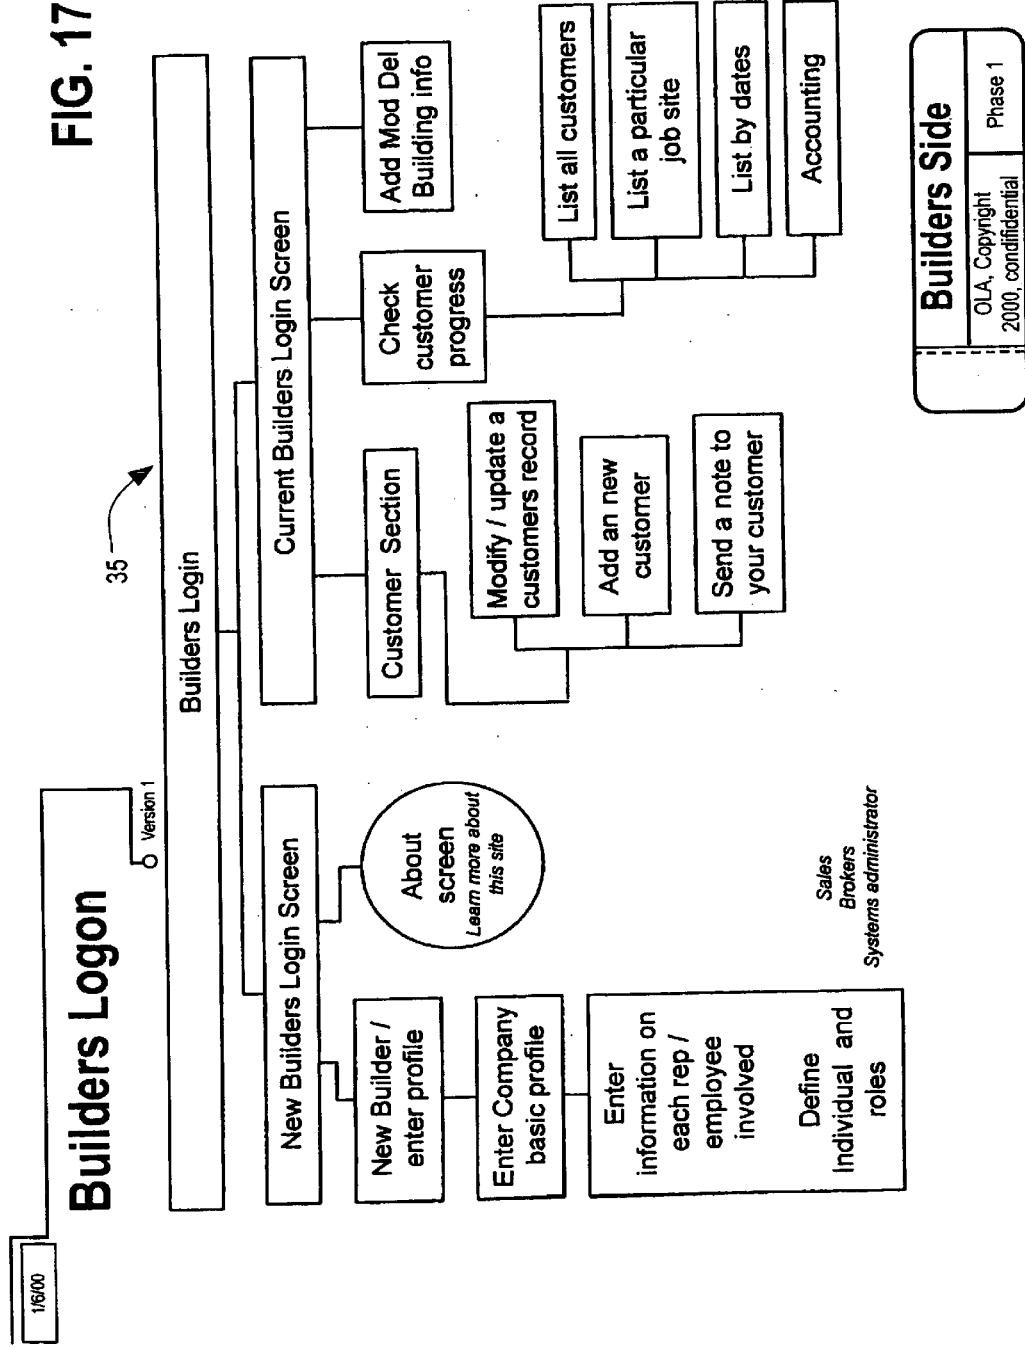 FIG. 17
1/6/00
Builders Logon
Version 1
35
Builders Login
New Builders Login Screen
Current Builders Login Screen
New Builder /
enter profile
About
screen
Learn more about
this site
Customer Section
Check
customer
progress
Add Mod Del
Building info
Enter Company
basic profile
Modify / update a
customers record
Add an new
customer
Send a note to
your customer
List all customers
List a particular
job site
List by dates
Accounting
Enter
information on
each rep /
employee
involved
Define
Individual and
roles
Sales
Brokers
Systems administrator
Builders Side
OLA, Copyright
2000, condifidential
Phase 1